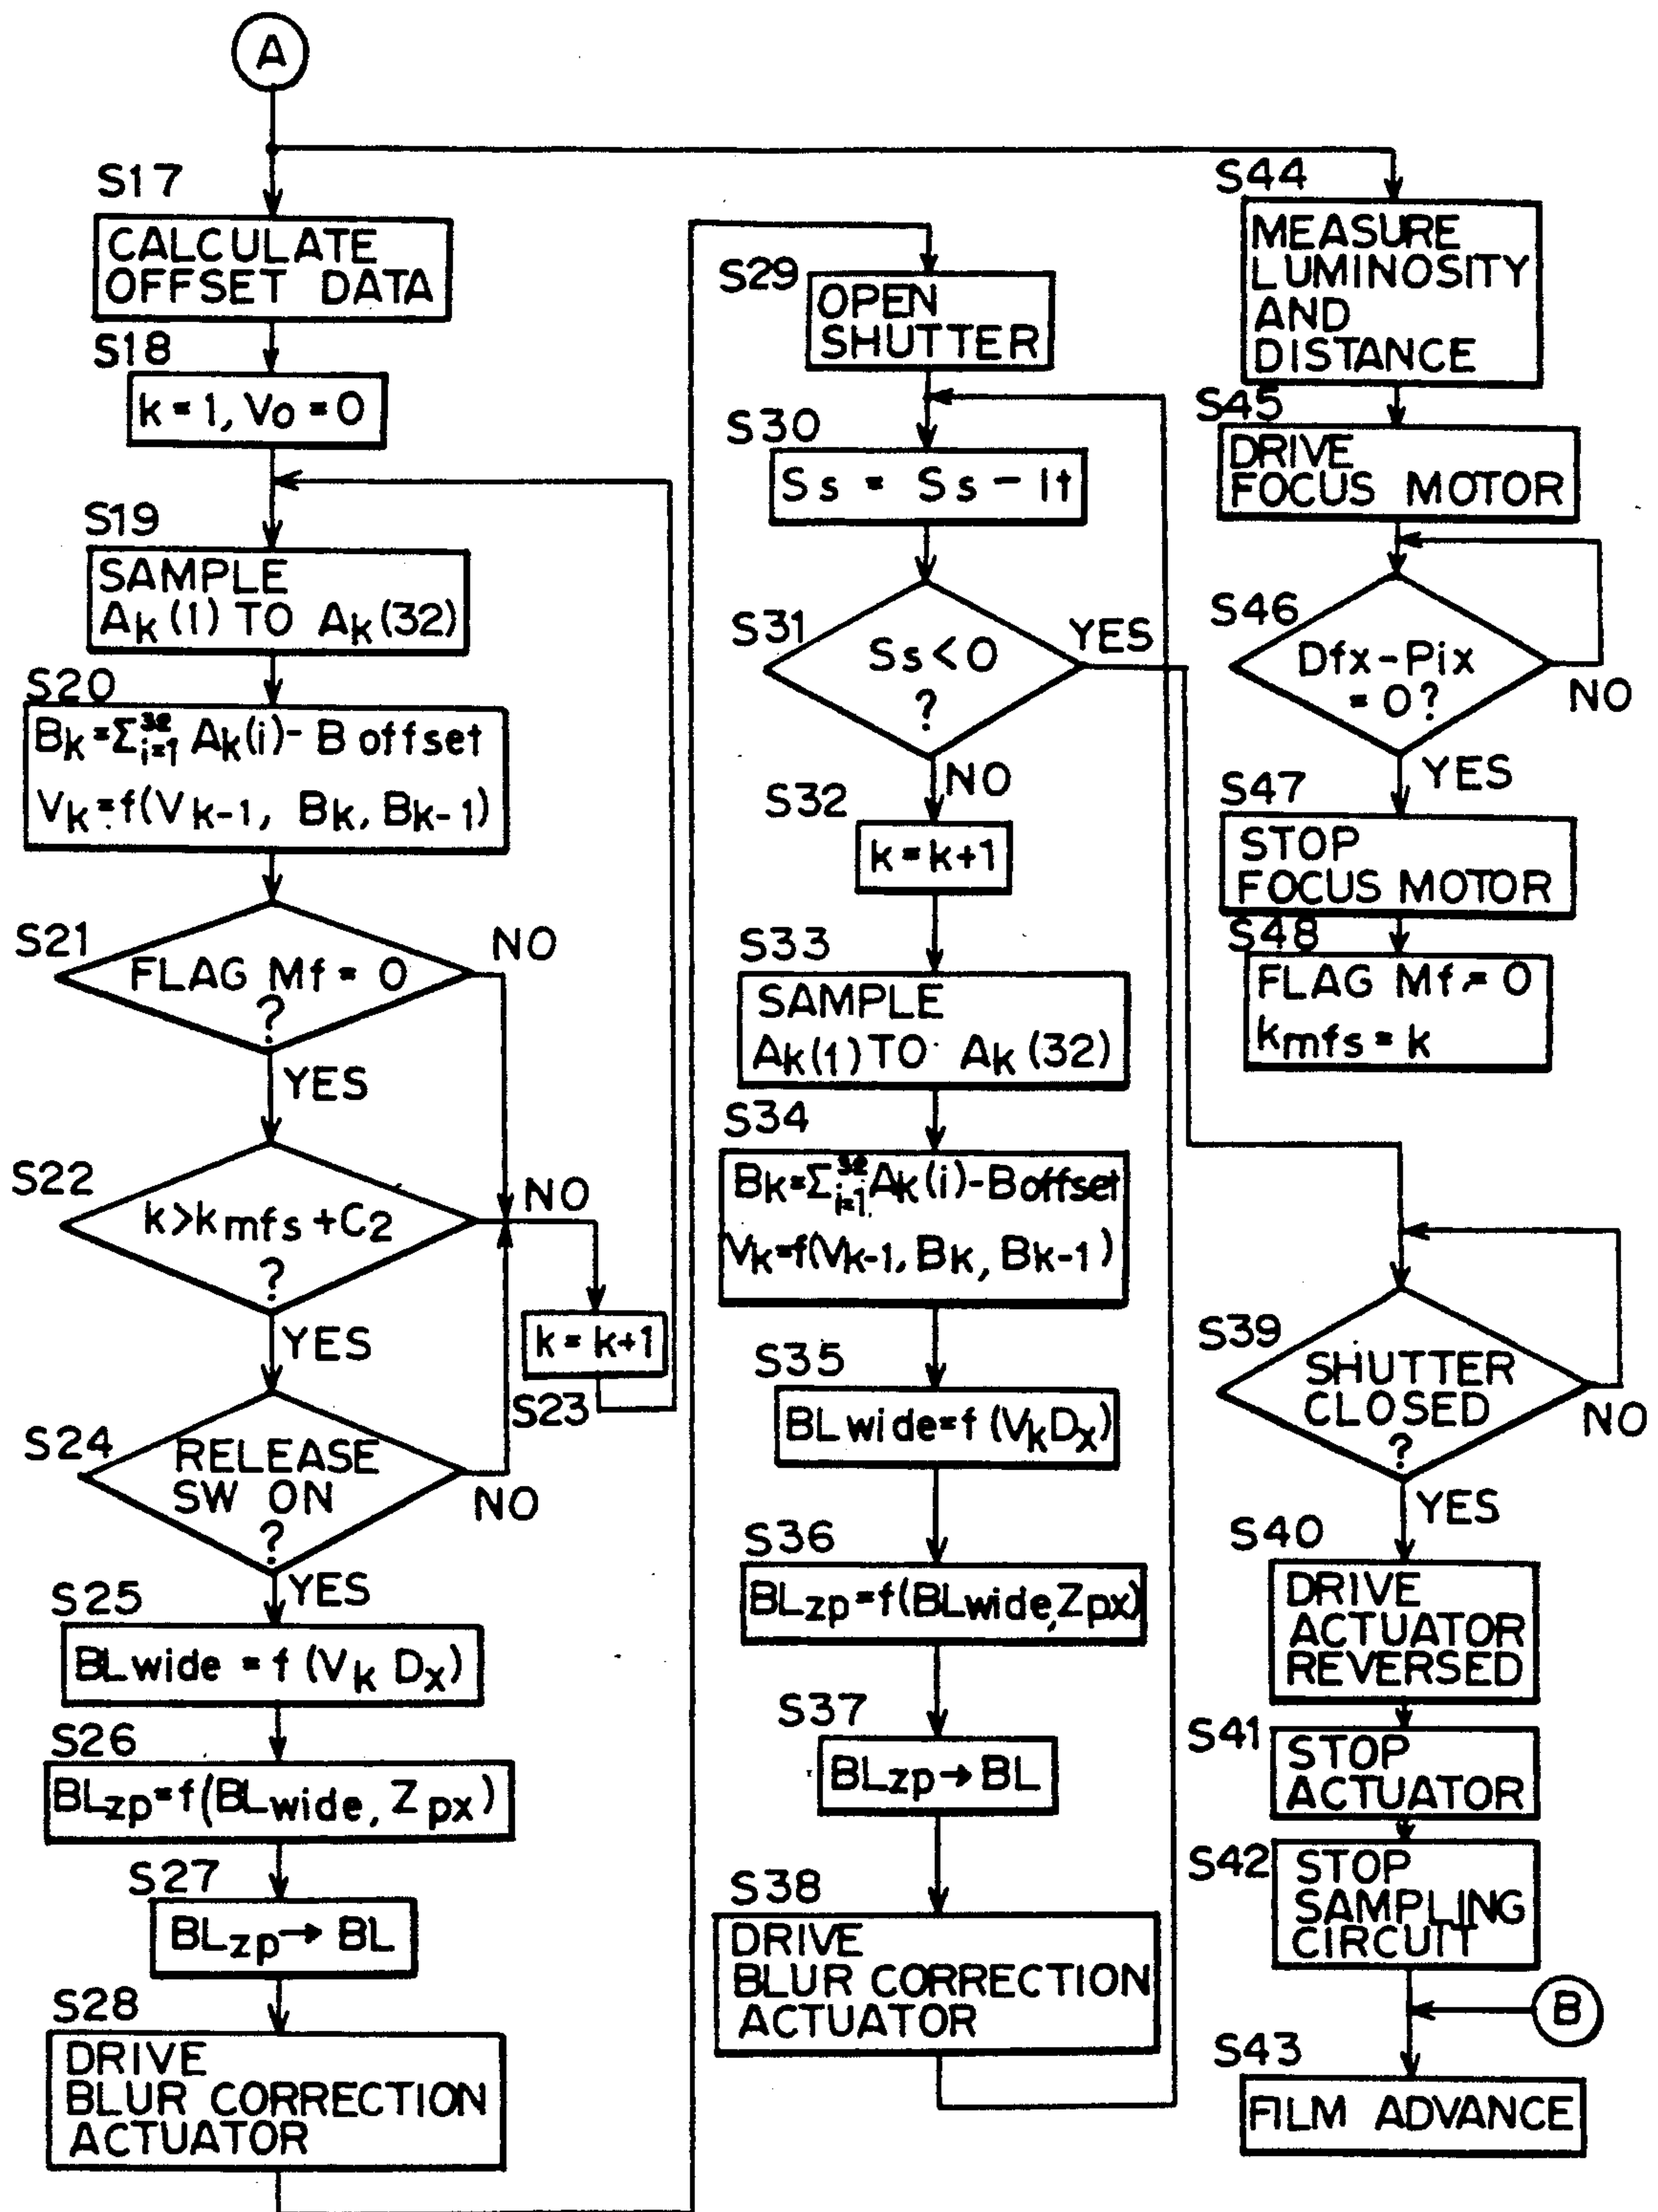 A
S17
CALCULATE
OFFSET DATA
S18
k=1, Vo=0
S19
SAMPLE
Ak(1) TO Ak(32)
S20
Bk=Σ³²i=1 Ak(i)-B offset
Vk=f(Vk-1, Bk, Bk-1)
S21
FLAG Mf=0
?
NO
YES
S22
k>kmfs+C2
?
NO
YES
k=k+1
S23
S24
RELEASE
SW ON
?
NO
YES
S25
BLwide=f(Vk Dx)
S26
BLzp=f(BLwide, Zpx)
S27
BLzp→BL
S28
DRIVE
BLUR CORRECTION
ACTUATOR
S29
OPEN
SHUTTER
S30
Ss = Ss-1t
S31
Ss<0
?
YES
NO
S32
k=k+1
S33
SAMPLE
Ak(1) TO Ak(32)
S34
Bk=Σ³²i=1 Ak(i)-Boffset
Vk=f(Vk-1, Bk, Bk-1)
S35
BLwide=f(VkDx)
S36
BLzp=f(BLwide,Zpx)
S37
BLzp→BL
S38
DRIVE
BLUR CORRECTION
ACTUATOR
S44
MEASURE
LUMINOSITY
AND
DISTANCE
S45
DRIVE
FOCUS MOTOR
S46
Dfx-Pix
=0?
NO
YES
S47
STOP
FOCUS MOTOR
S48
FLAG Mf=0
kmfs=k
S39
SHUTTER
CLOSED
?
NO
YES
S40
DRIVE
ACTUATOR
REVERSED
S41
STOP
ACTUATOR
S42
STOP
SAMPLING
CIRCUIT
B
S43
FILM ADVANCE